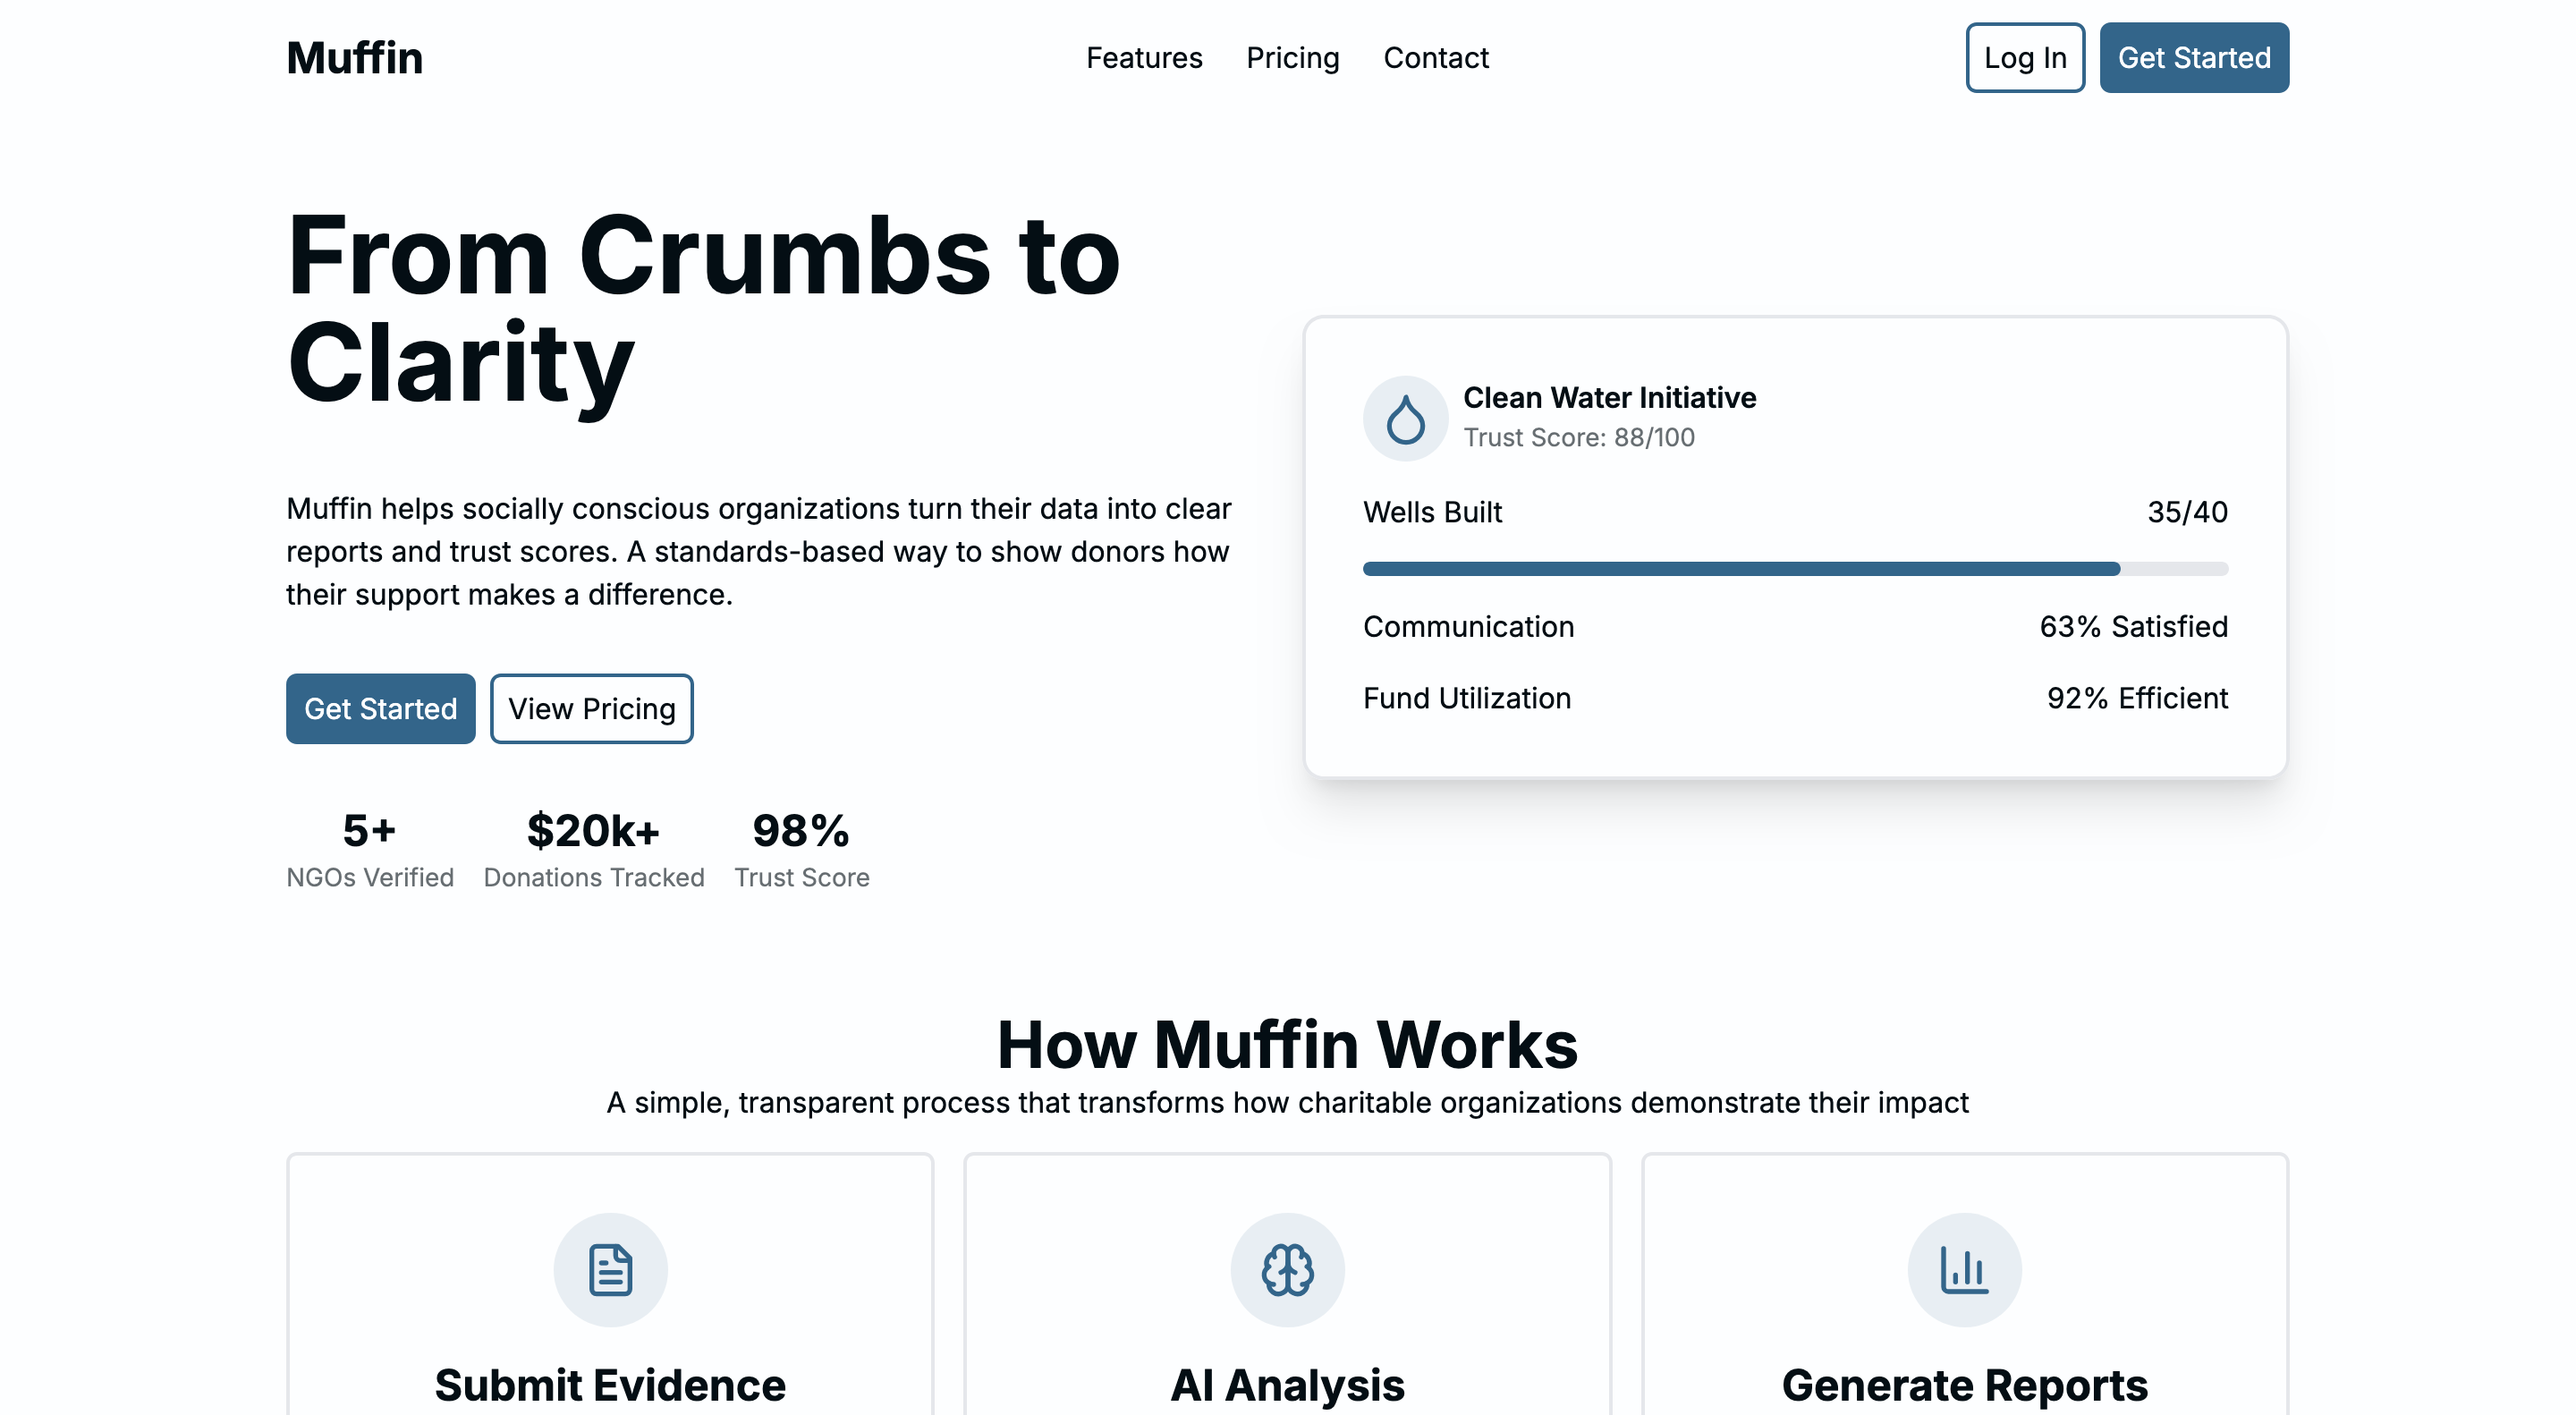 Muffin
Features
Pricing
Contact
Log In
Get Started
From Crumbs to
Clarity
Muffin helps socially conscious organizations turn their data into clear
reports and trust scores. A standards-based way to show donors how
their support makes a difference.
Get Started
View Pricing
5+
NGOs Verified
$20k+
Donations Tracked
98%
Trust Score
Clean Water Initiative
Trust Score: 88/100
Wells Built 35/40
Communication 63% Satisfied
Fund Utilization 92% Efficient
How Muffin Works
A simple, transparent process that transforms how charitable organizations demonstrate their impact
Submit Evidence
AI Analysis
Generate Reports